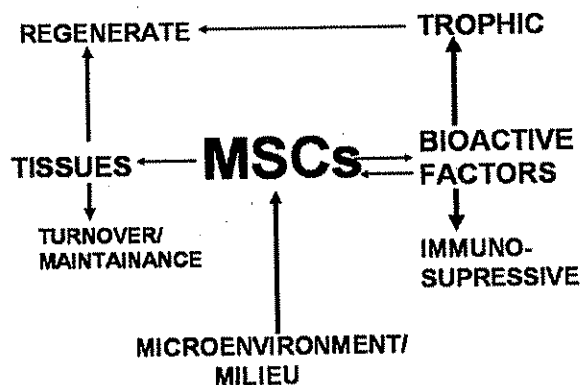 REGENERATE
TROPHIC
TISSUES
MSCs
BIOACTIVE
FACTORS
TURNOVER/
MAINTAINANCE
IMMUNO-
SUPRESSIVE
MICROENVIRONMENT/
MILIEU